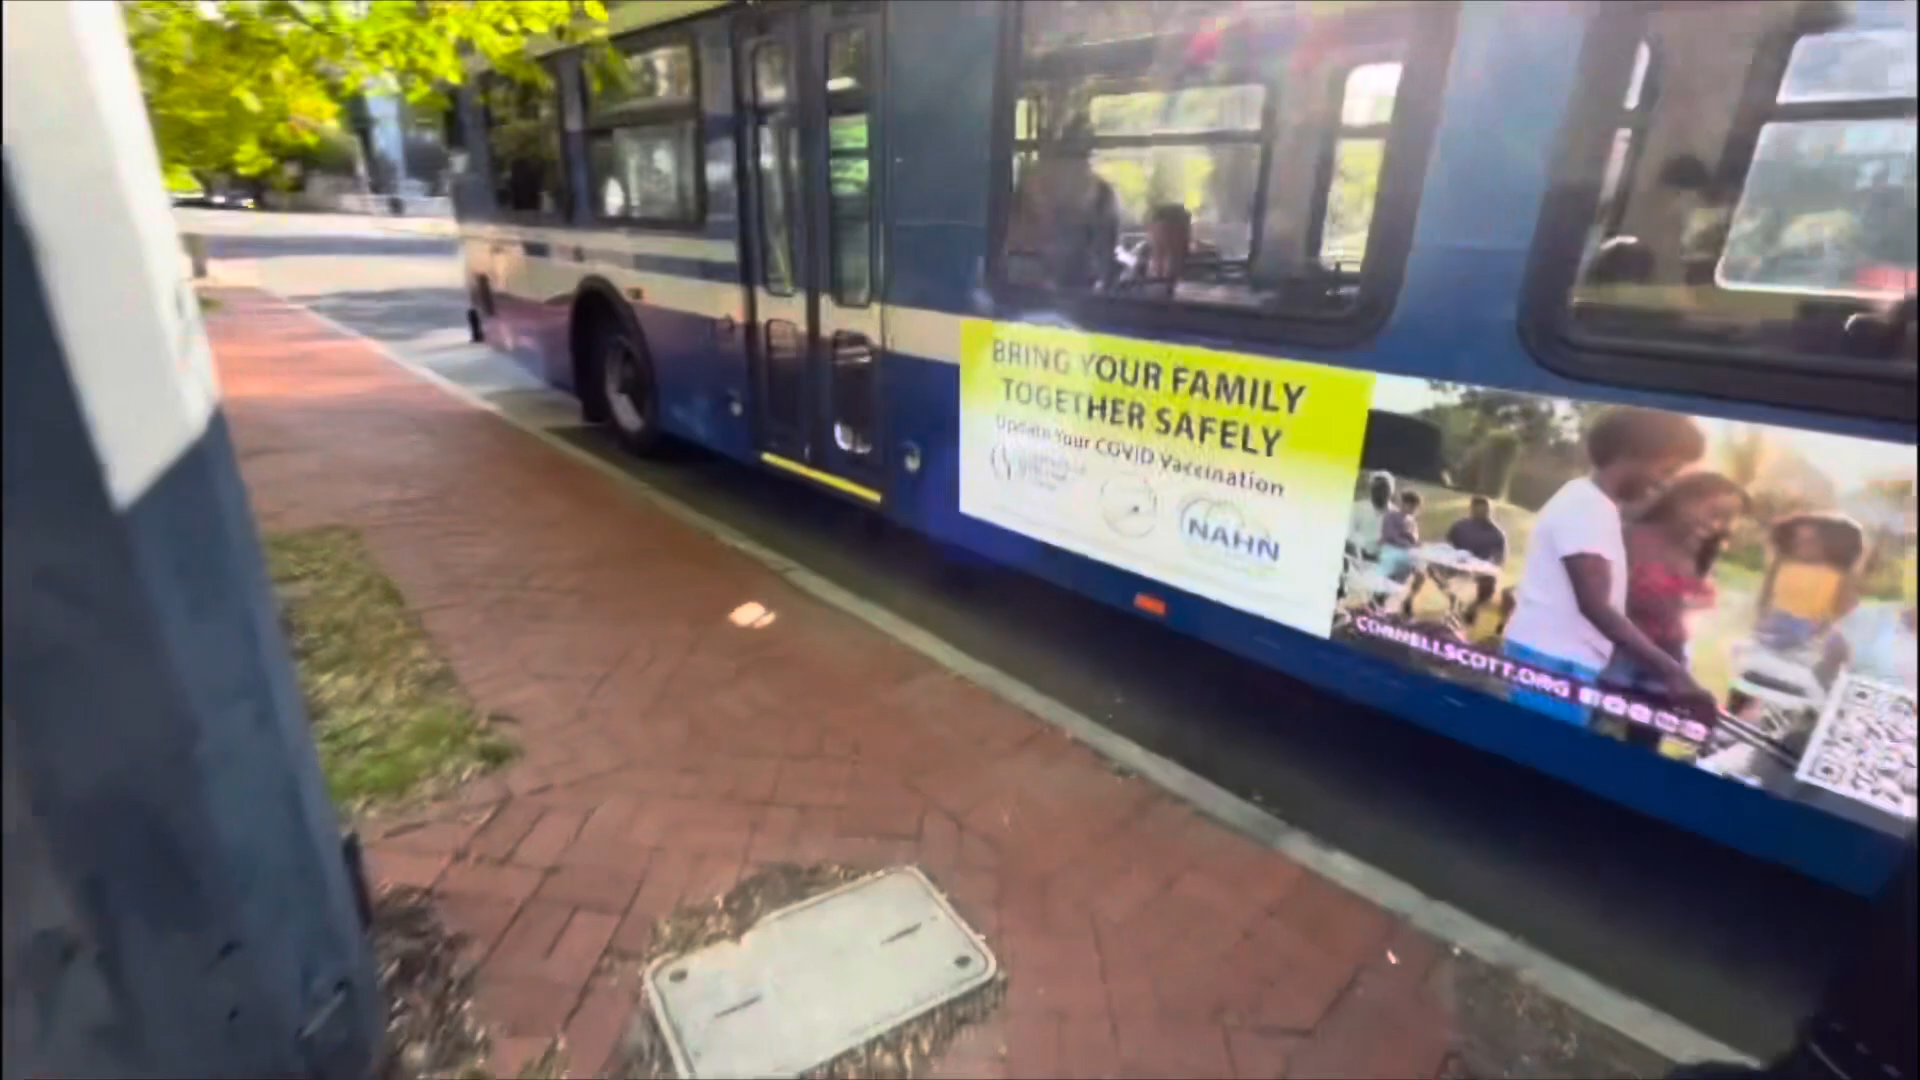 BRING YOUR FAMILY
TOGETHER SAFELY
Update Your COVID Vaccination
NAHN
CORNELLSCOTT.ORG